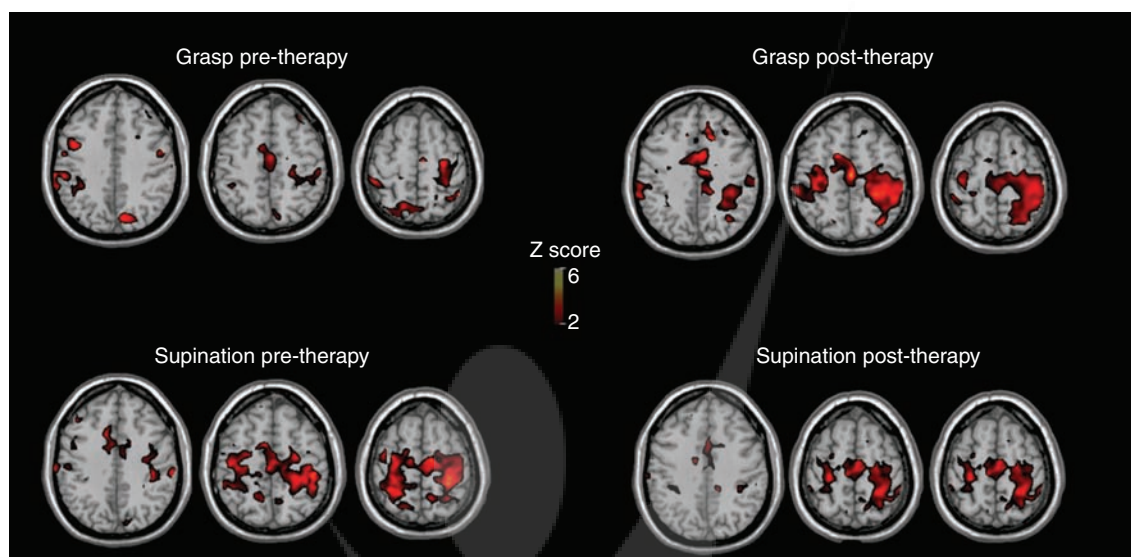 Grasp pre-therapy
Grasp post-therapy
Z score
6
2
Supination pre-therapy
Supination post-therapy